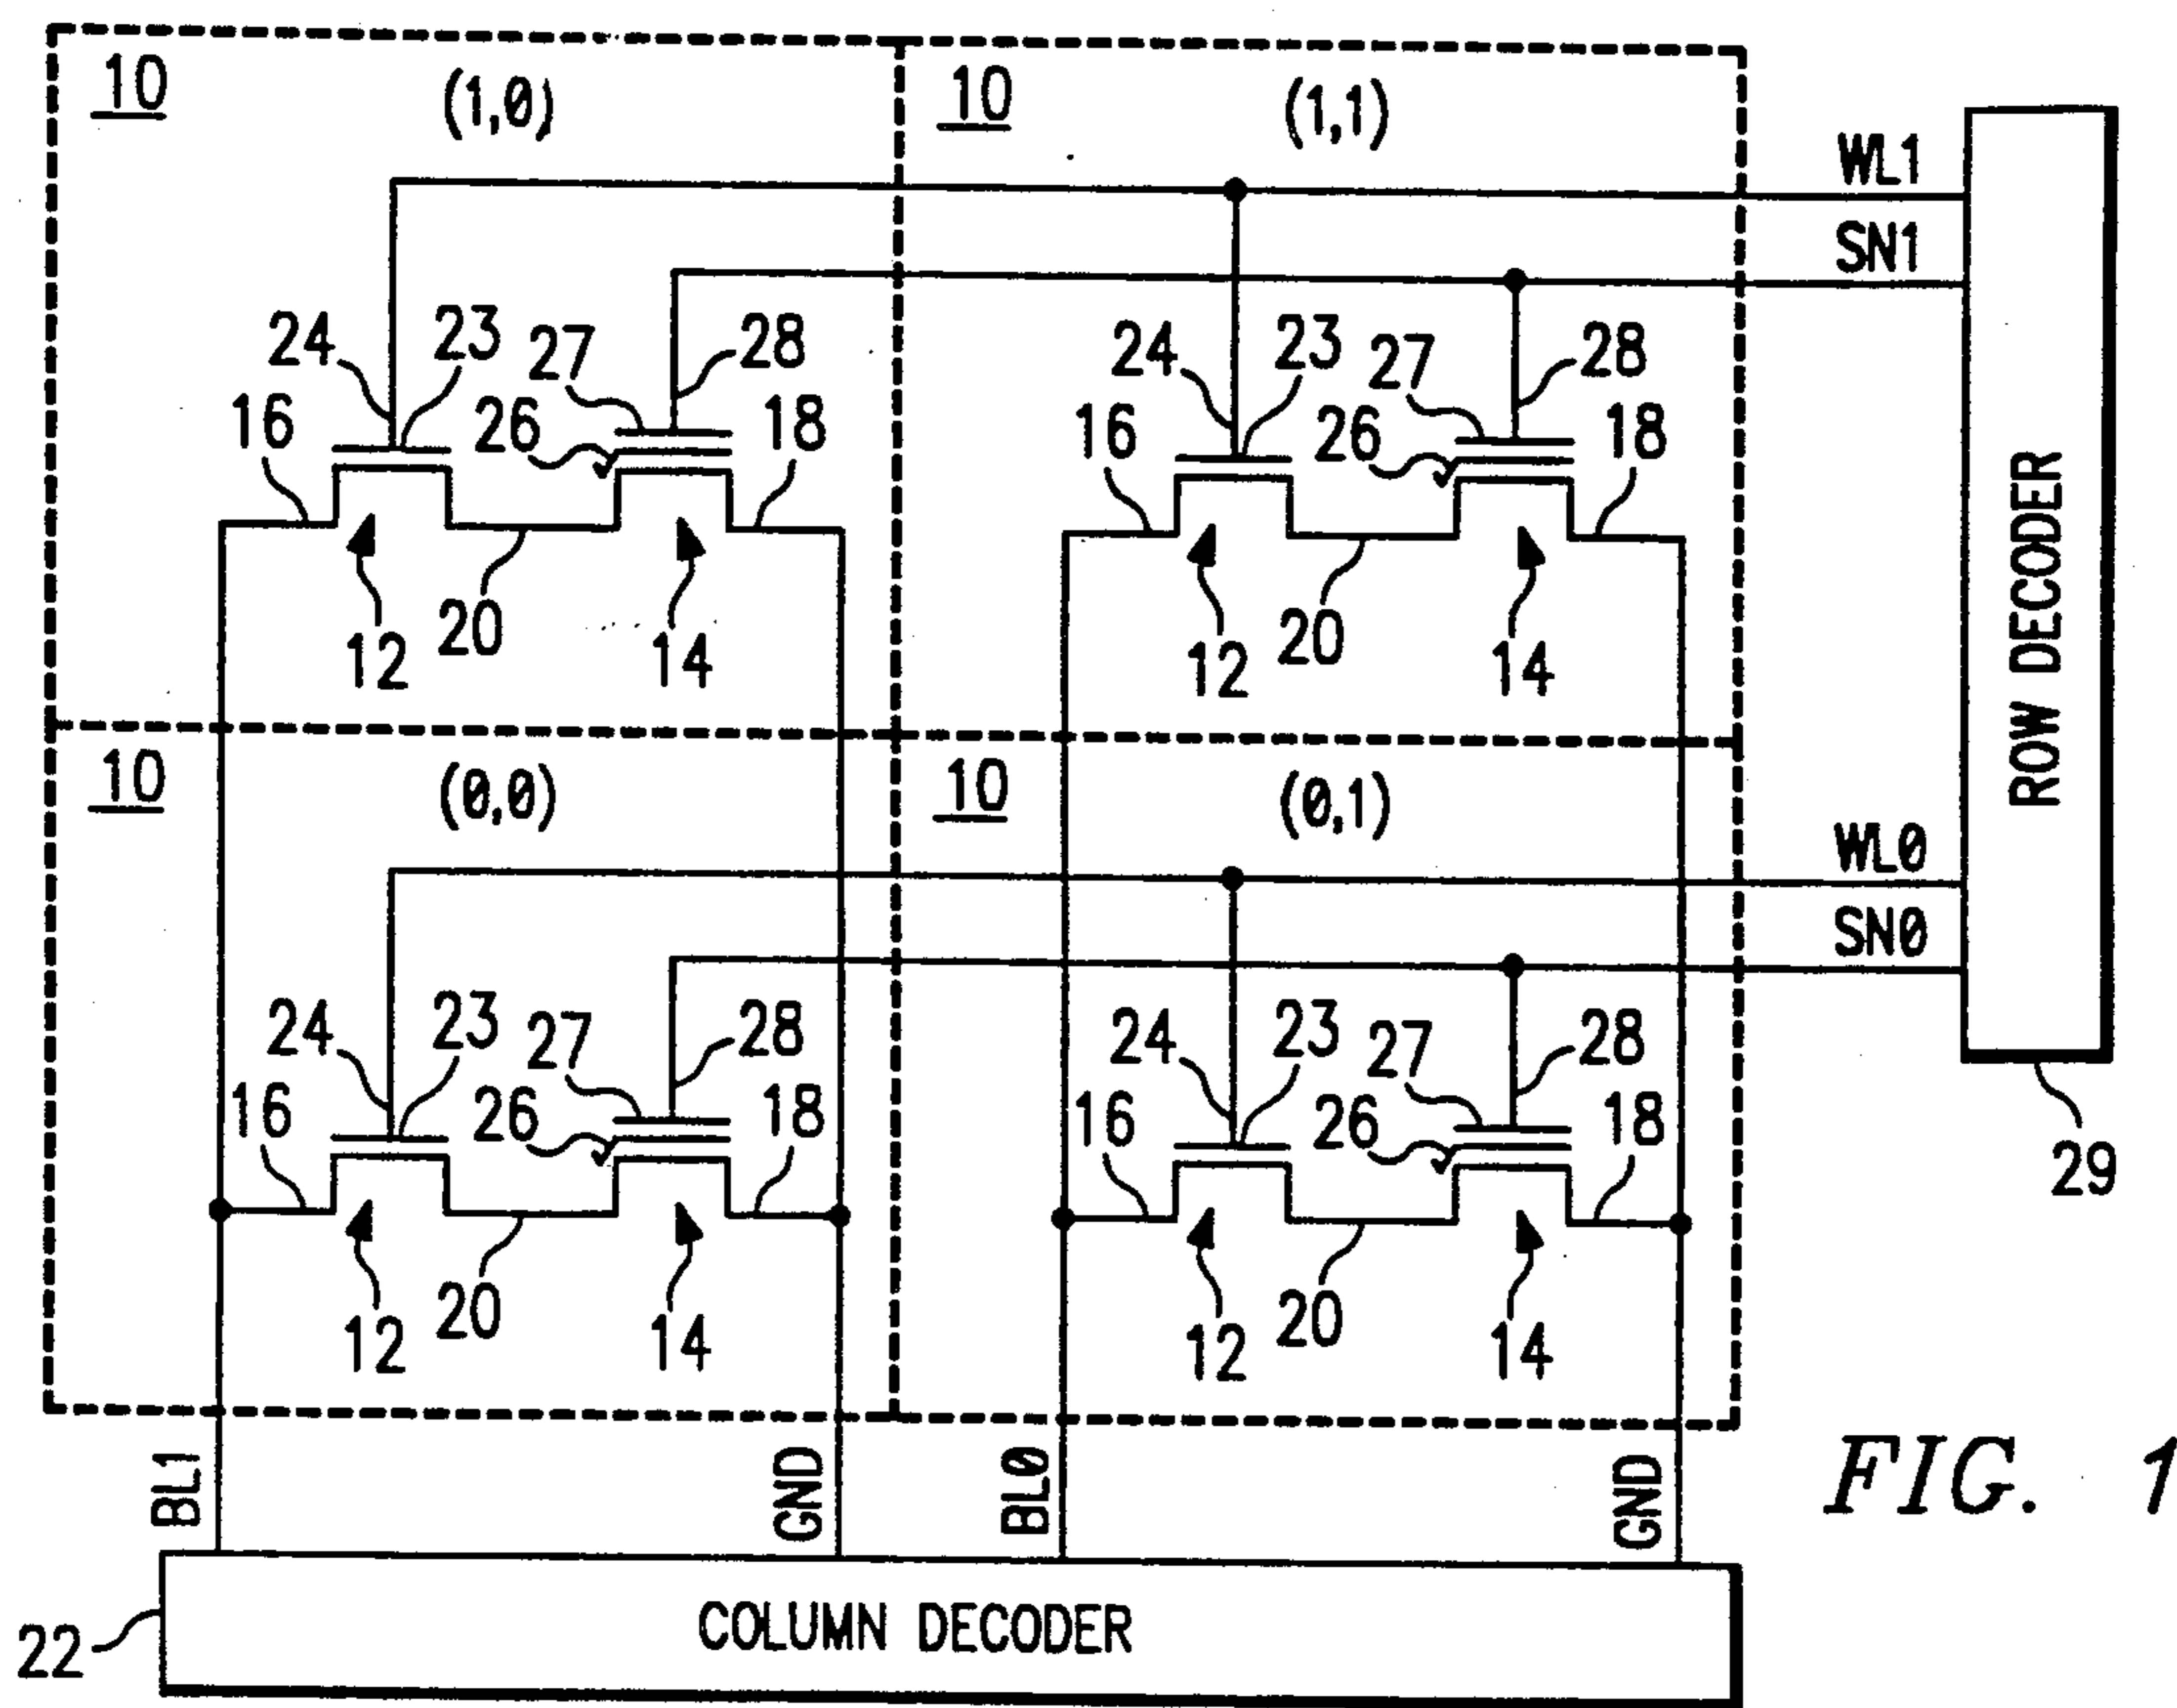 10 (1,0) 10 (1,1)
WL1
SN1
24 23 27 28 24 23 27 28
16 26 18 16 26 18
12 20 14 12 20 14
ROW DECODER
10 (0,0) 10 (0,1)
WL0
SN0
24 23 27 28 24 23 27 28
16 26 18 16 26 18
29
12 20 14 12 20 14
BL1 GND BL0 GND
FIG. 1
22 COLUMN DECODER